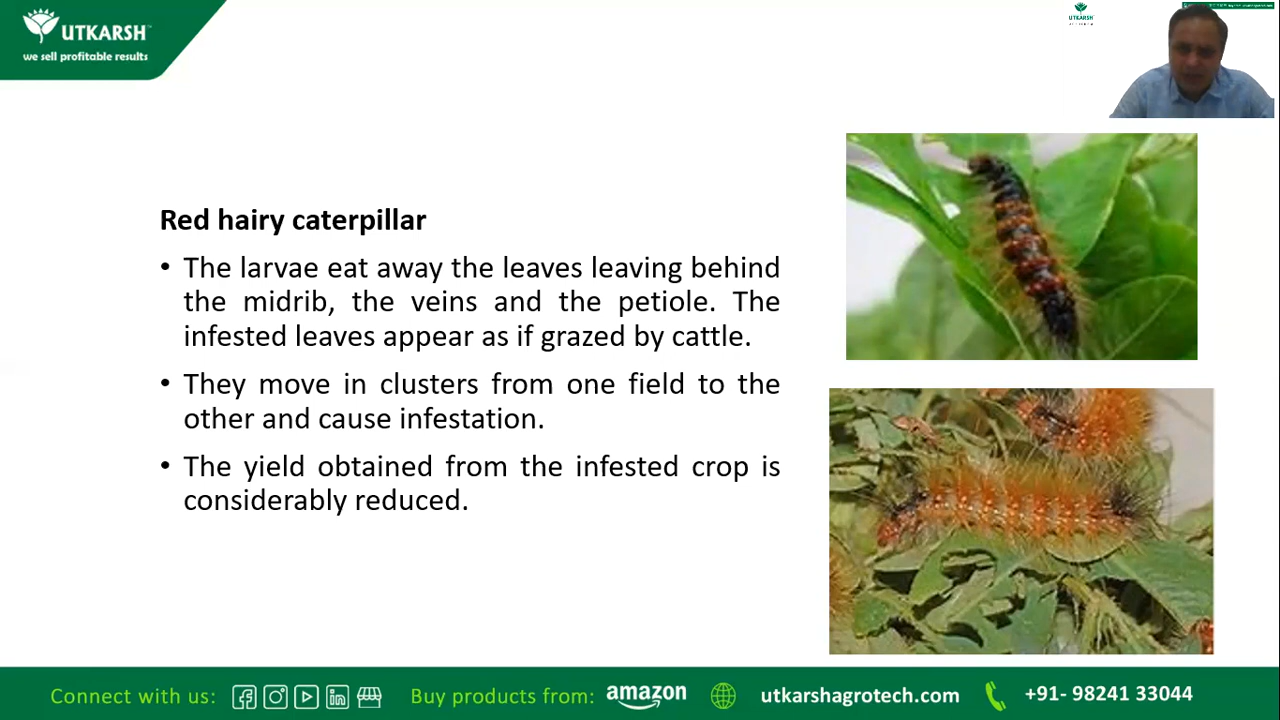 UTKARSH
we sell profitable results
UTKARSH
Red hairy caterpillar
• The larvae eat away the leaves leaving behind
the midrib, the veins and the petiole. The
infested leaves appear as if grazed by cattle.
• They move in clusters from one field to the
other and cause infestation.
• The yield obtained from the infested crop is
considerably reduced.
Connect with us: Buy products from: amazon utkarshagrotech.com +91- 98241 33044